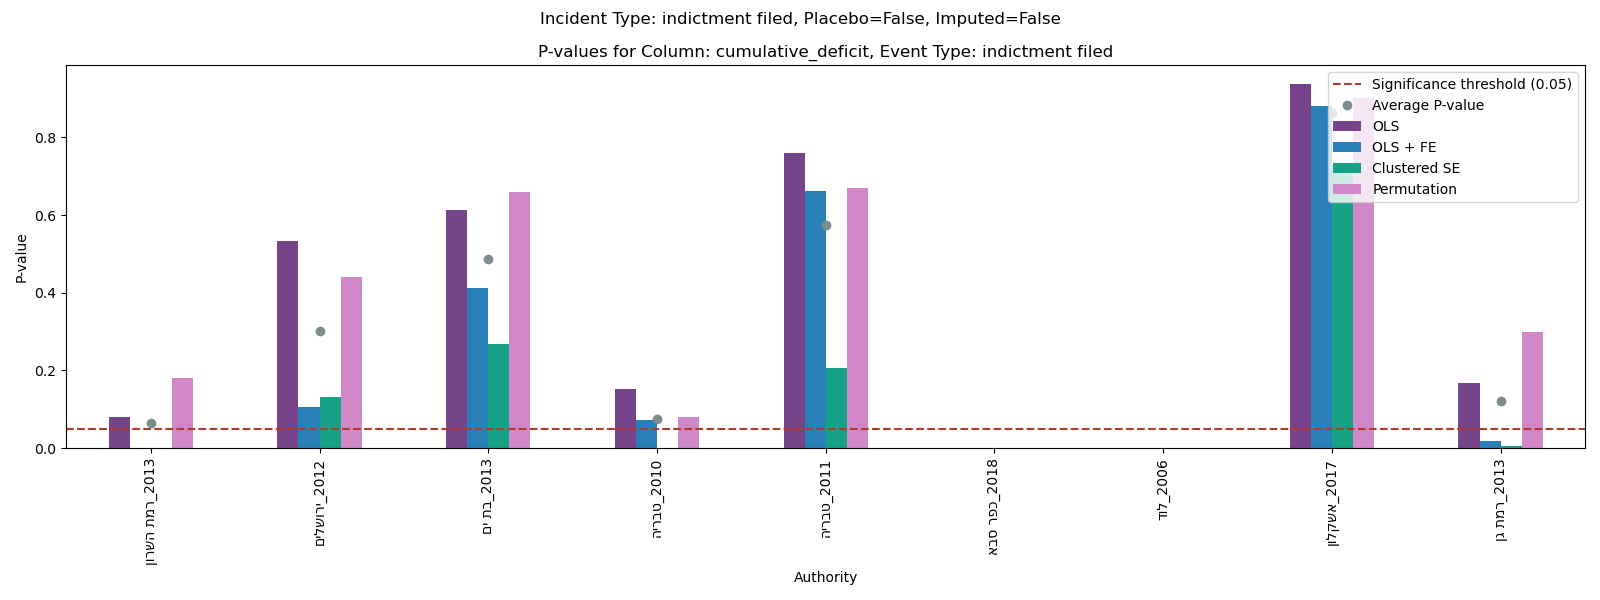 Incident Type: indictment filed, Placebo=False, Imputed=False
P-values for Column: cumulative_deficit, Event Type: indictment filed
Significance threshold (0.05)
Average P-value
OLS
OLS + FE
Clustered SE
Permutation
P-value
0.8
0.6
0.4
0.2
0.0
רמת השרון_2013
ירושלים_2012
בת ים_2013
טבריה_2010
טבריה_2011
כפר סבא_2018
לוד_2006
אשקלון_2017
רמת גן_2013
Authority